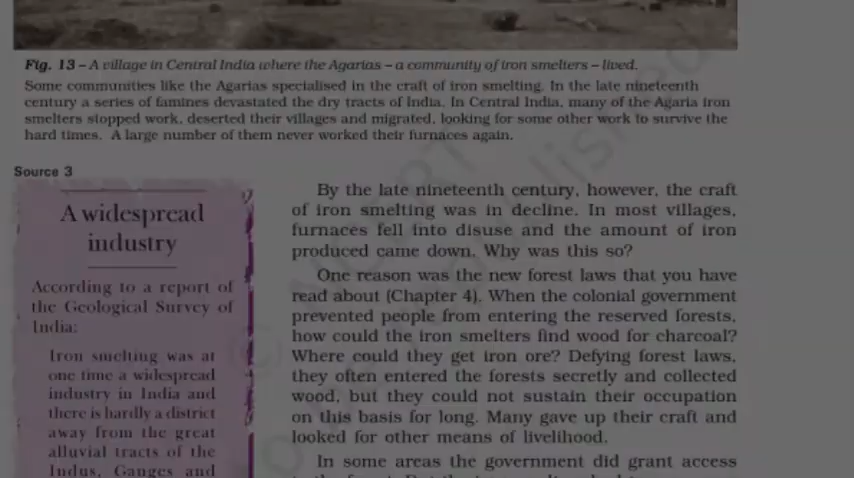 Fig. 13 – A village in Central India where the Agarias – a community of iron smelters – lived.
Some communities like the Agarias specialised in the craft of iron smelting. In the late nineteenth
century a series of famines devastated the dry tracts of India. In Central India, many of the Agaria iron
smelters stopped work, deserted their villages and migrated, looking for some other work to survive the
hard times. A large number of them never worked their furnaces again.
Source 3
A widespread
industry
According to a report of
the Geological Survey of
India:
Iron smelting was at
one time a widespread
industry in India and
there is hardly a district
away from the great
alluvial tracts of the
Indus, Ganges and
By the late nineteenth century, however, the craft
of iron smelting was in decline. In most villages,
furnaces fell into disuse and the amount of iron
produced came down. Why was this so?
One reason was the new forest laws that you have
read about (Chapter 4). When the colonial government
prevented people from entering the reserved forests,
how could the iron smelters find wood for charcoal?
Where could they get iron ore? Defying forest laws,
they often entered the forests secretly and collected
wood, but they could not sustain their occupation
on this basis for long. Many gave up their craft and
looked for other means of livelihood.
In some areas the government did grant access